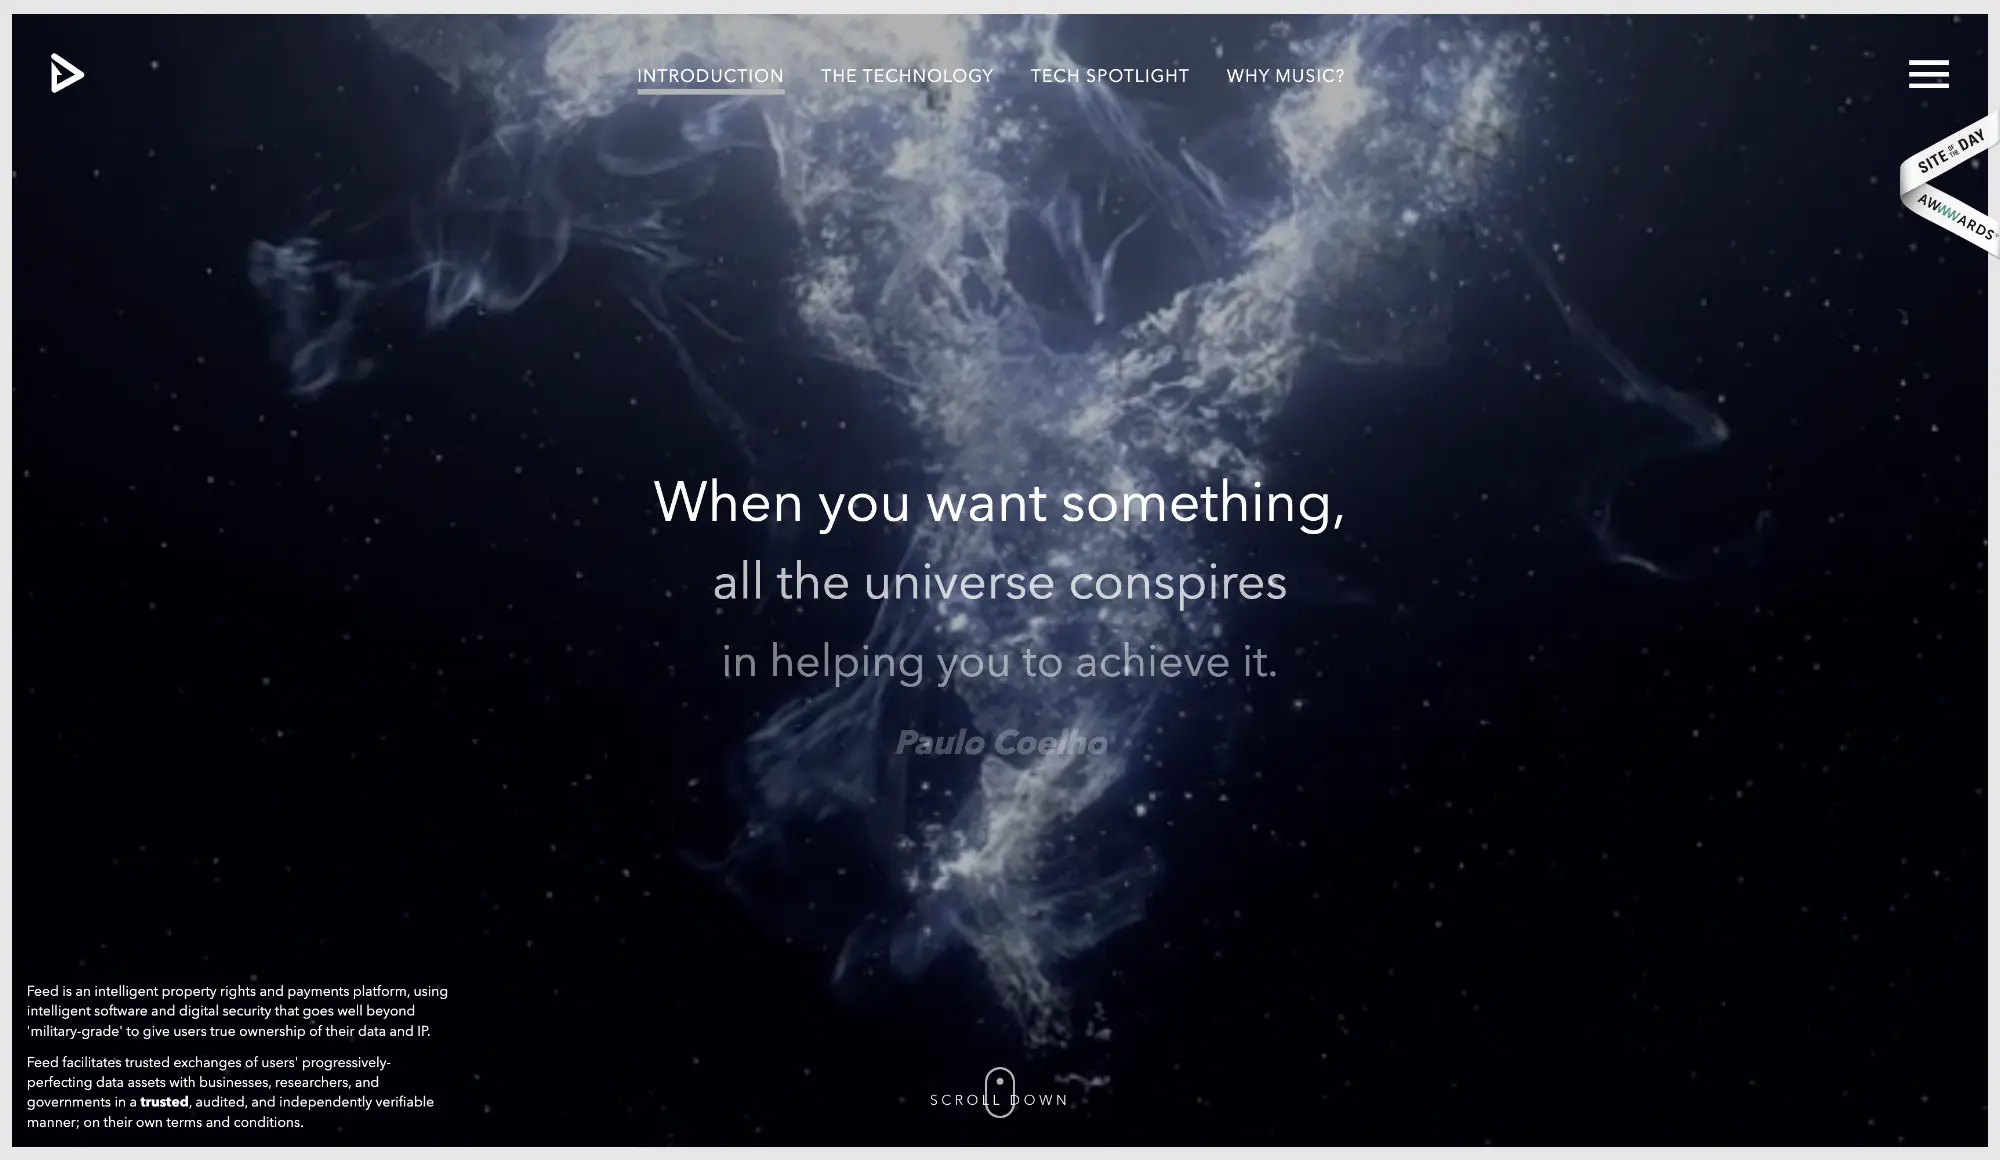 INTRODUCTION THE TECHNOLOGY TECH SPOTLIGHT WHY MUSIC?
SITE OF THE DAY
AWWWARDS
When you want something,
all the universe conspires
in helping you to achieve it.
Paulo Coelho
Feed is an intelligent property rights and payments platform, using
intelligent software and digital security that goes well beyond
'military-grade' to give users true ownership of their data and IP.
Feed facilitates trusted exchanges of users' progressively-
perfecting data assets with businesses, researchers, and
governments in a trusted, audited, and independently verifiable
manner; on their own terms and conditions.
SCROLL DOWN